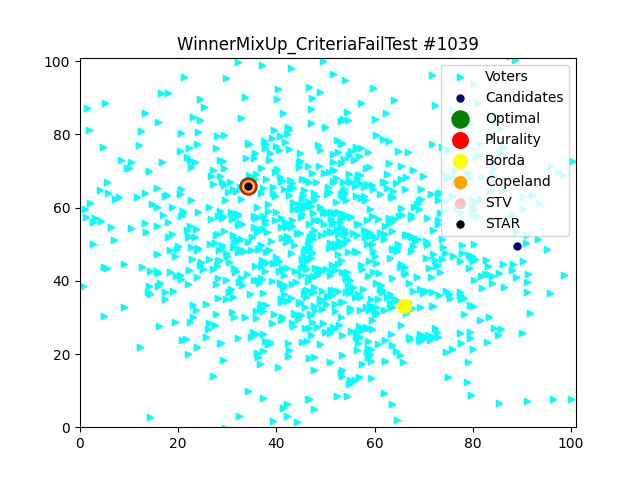 WinnerMixUp_CriteriaFailTest #1039
100
80
60
40
20
0
0 20 40 60 80 100
Voters
Candidates
Optimal
Plurality
Borda
Copeland
STV
STAR